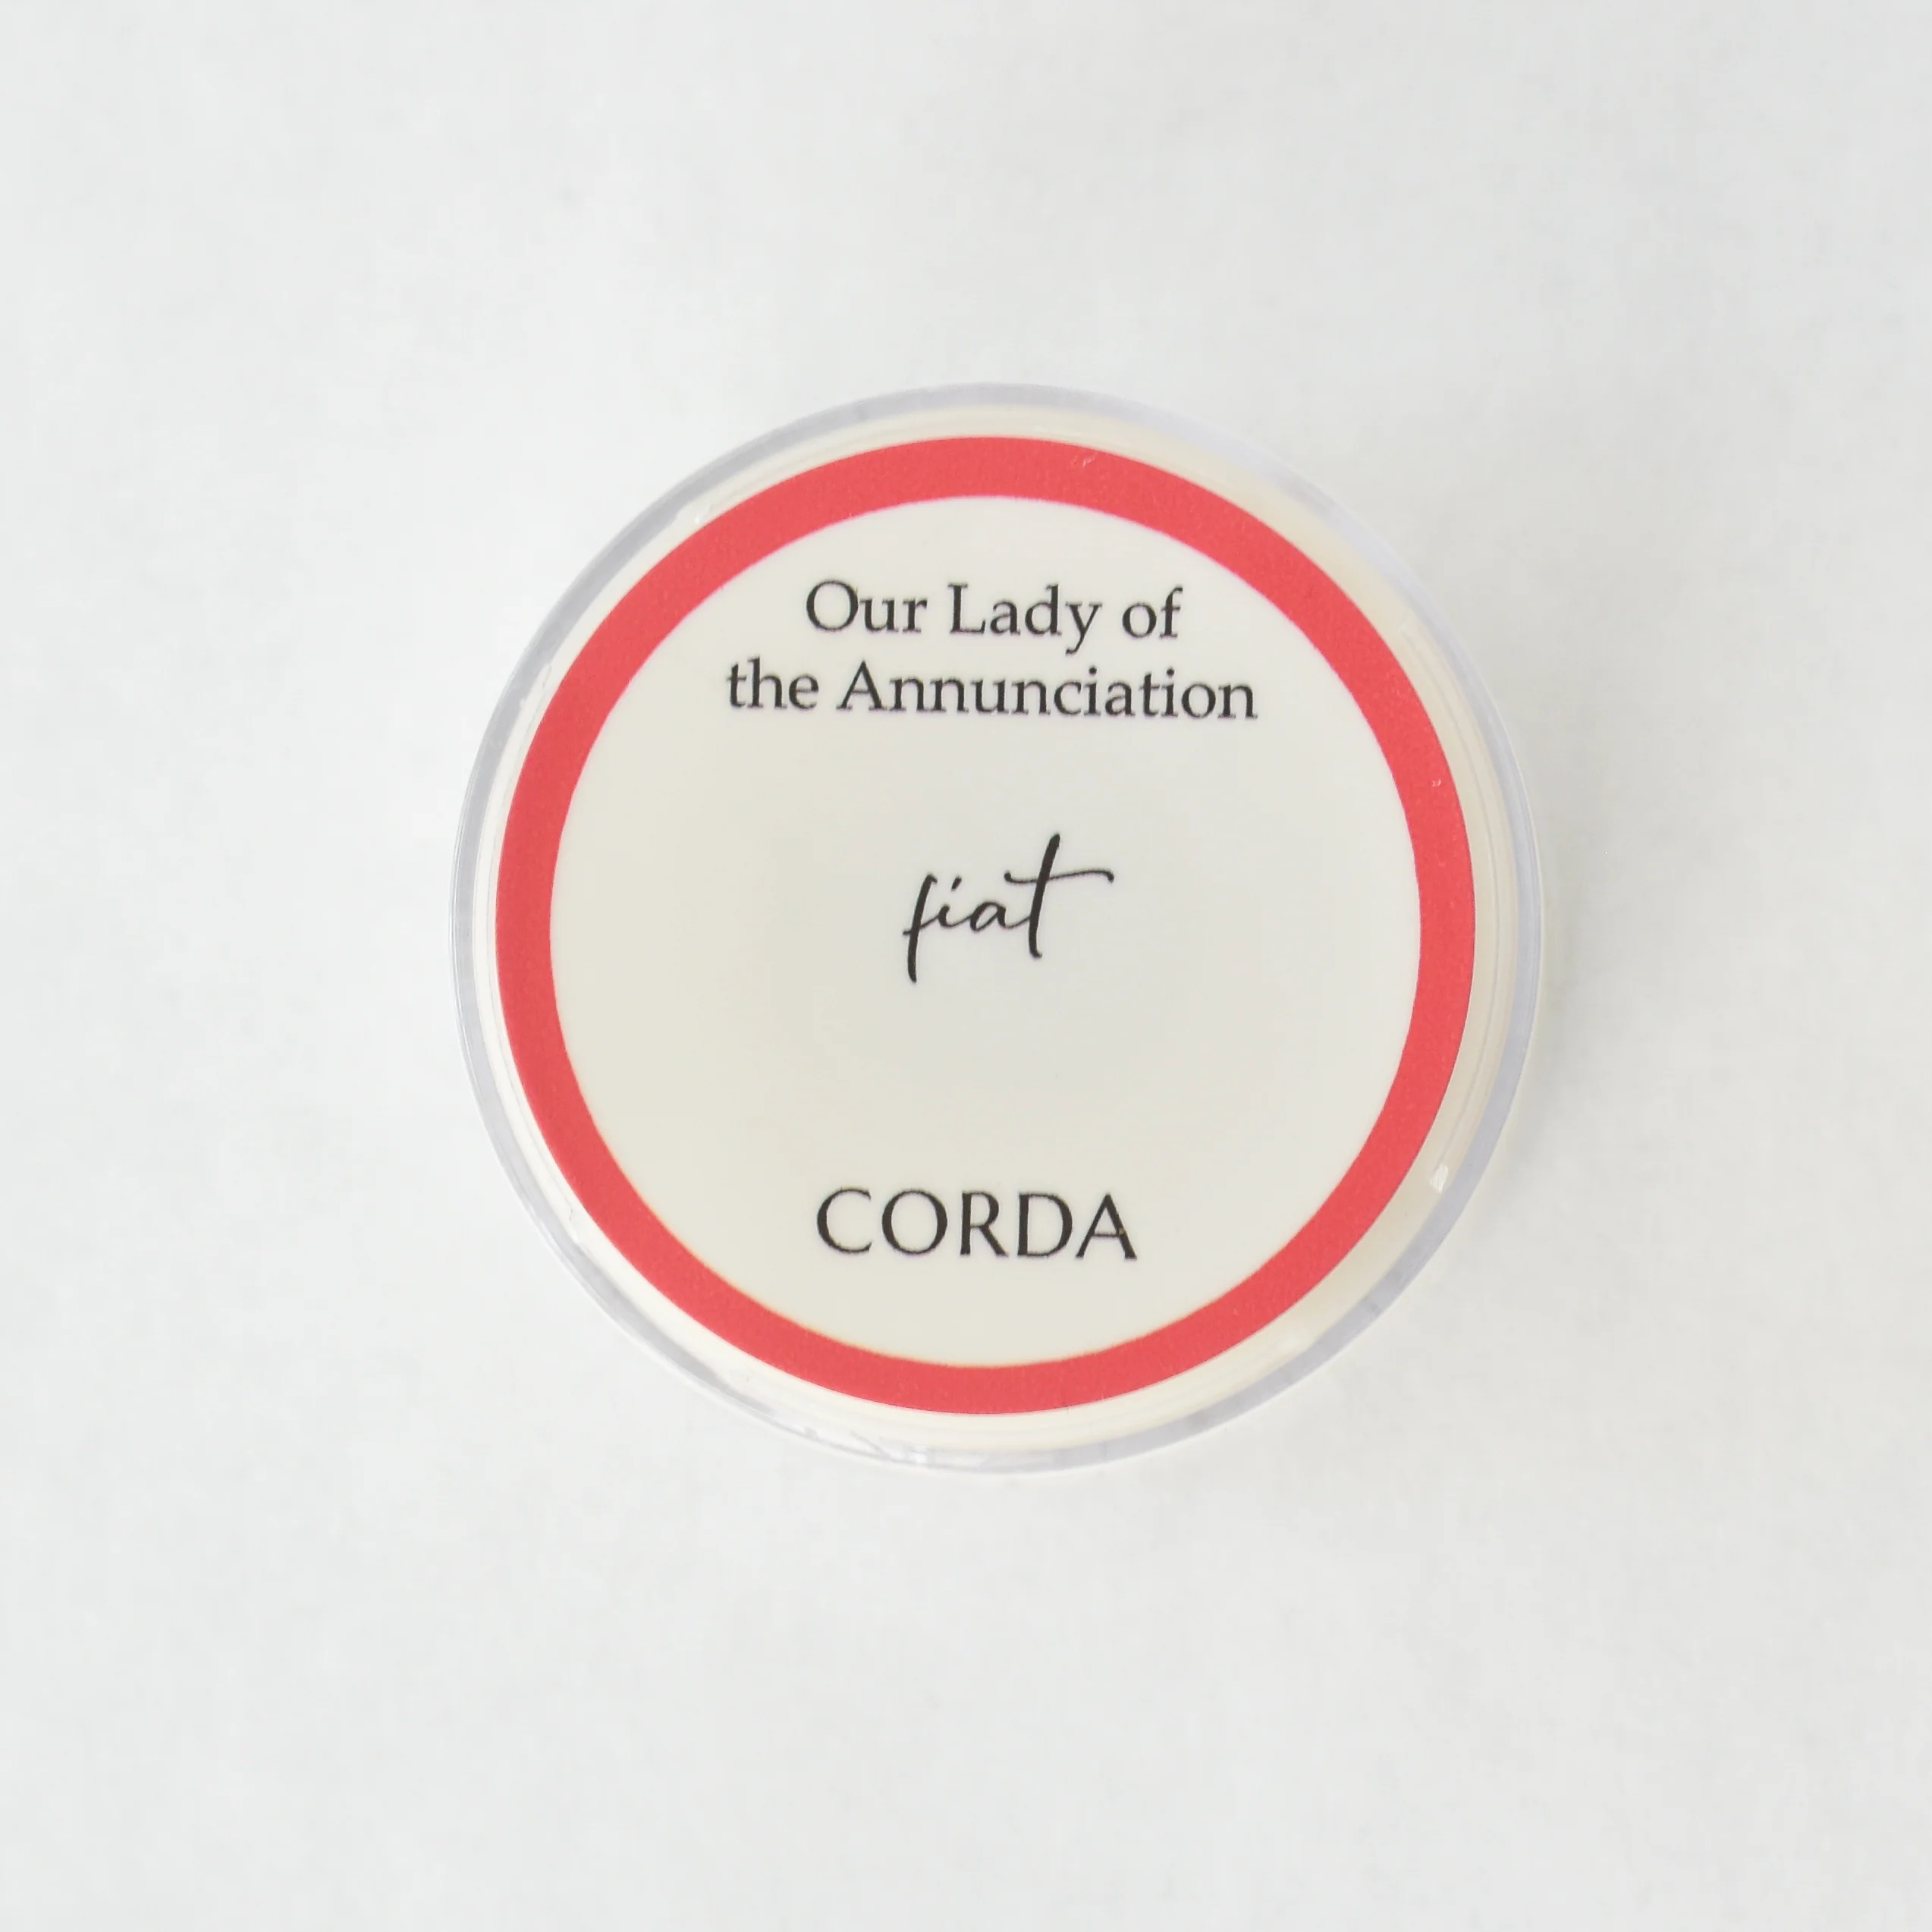 Our Lady of
the Annunciation
fiat
CORDA